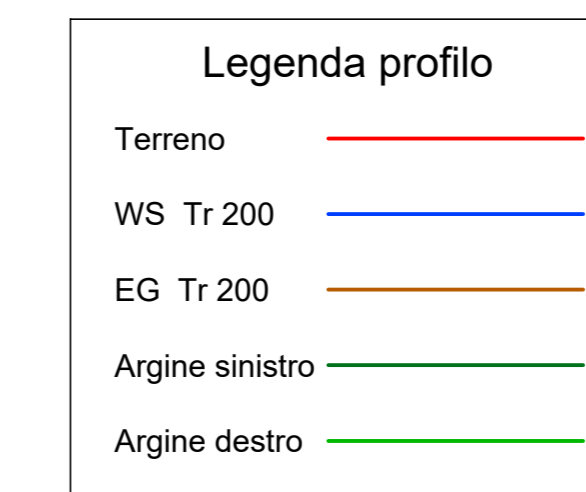 Legenda profilo
Terreno
WS Tr 200
EG Tr 200
Argine sinistro
Argine destro